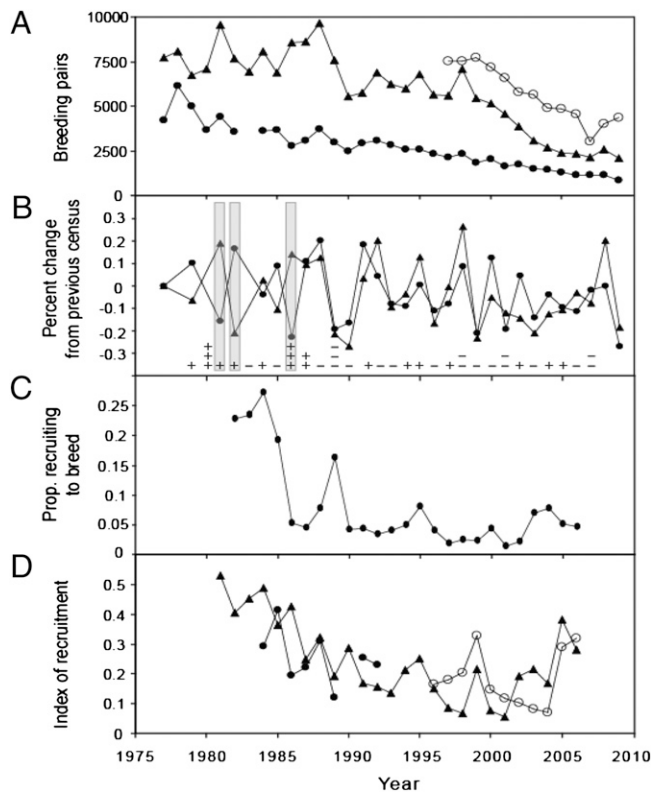 A
10000
7500
5000
2500
0
Breeding pairs
B
0.3
0.2
0.1
0
-0.1
-0.2
-0.3
Percent change
from previous census
C
0.25
0.2
0.15
0.1
0.05
0
Prop. recruiting
to breed
D
0.5
0.4
0.3
0.2
0.1
0
Index of recruitment
1975 1980 1985 1990 1995 2000 2005 2010
Year